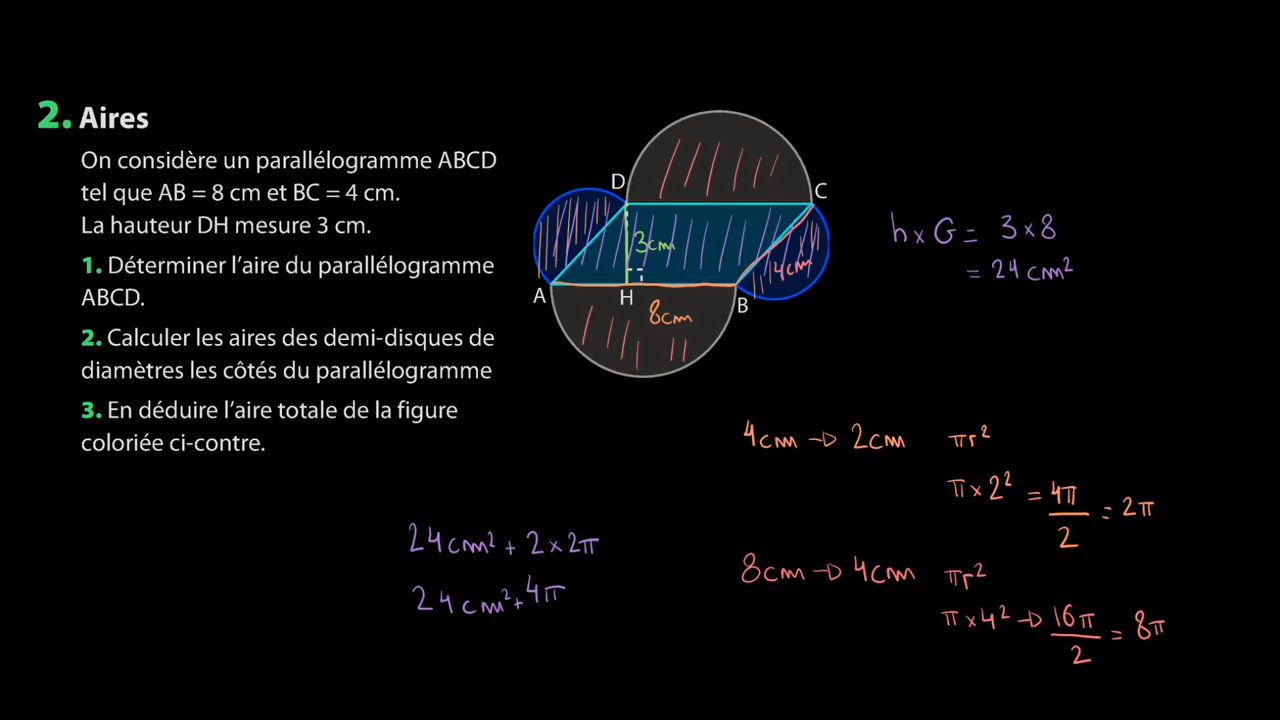 2. Aires
On considère un parallélogramme ABCD
tel que AB = 8 cm et BC = 4 cm.
La hauteur DH mesure 3 cm.
1. Déterminer l'aire du parallélogramme
ABCD.
2. Calculer les aires des demi-disques de
diamètres les côtés du parallélogramme
3. En déduire l'aire totale de la figure
coloriée ci-contre.
D
C
3cm
4cm
A
H
B
8cm
h × G = 3 × 8
= 24 cm²
4cm → 2cm πr²
π × 2² = 4π/2 = 2π
8cm → 4cm πr²
π × 4² → 16π/2 = 8π
24cm² + 2 × 2π
24cm² + 4π